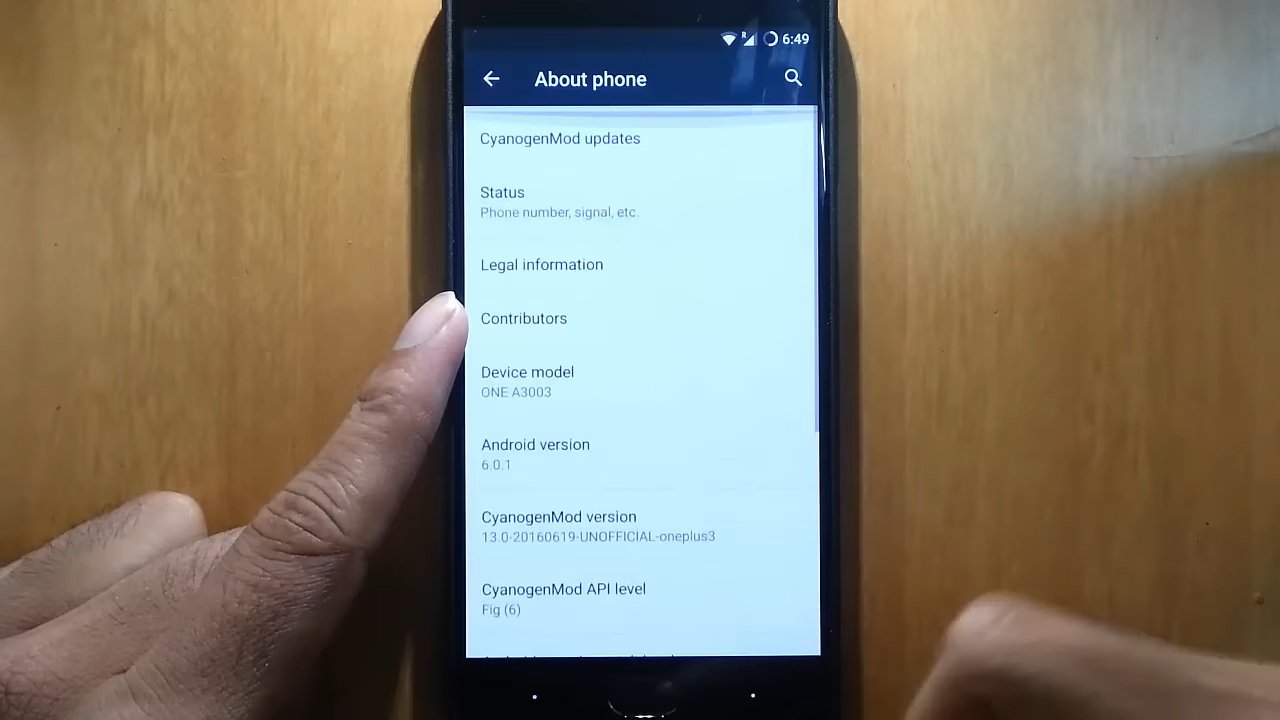 R 6:49
About phone
CyanogenMod updates
Status
Phone number, signal, etc.
Legal information
Contributors
Device model
ONE A3003
Android version
6.0.1
CyanogenMod version
13.0-20160619-UNOFFICIAL-oneplus3
CyanogenMod API level
Fig (6)